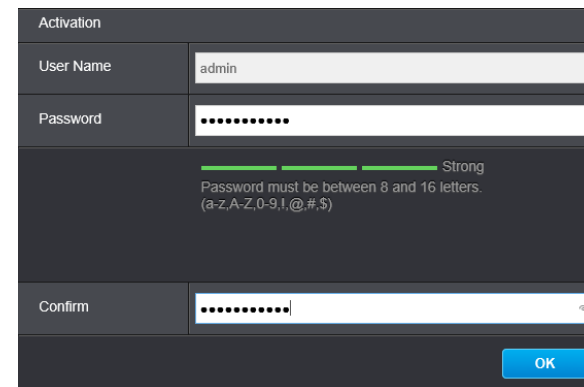 Activation
User Name
admin
Password
●●●●●●●●●●●
Strong
Password must be between 8 and 16 letters.
(a-z,A-Z,0-9,!,@,#,$)
Confirm
●●●●●●●●●●●
OK